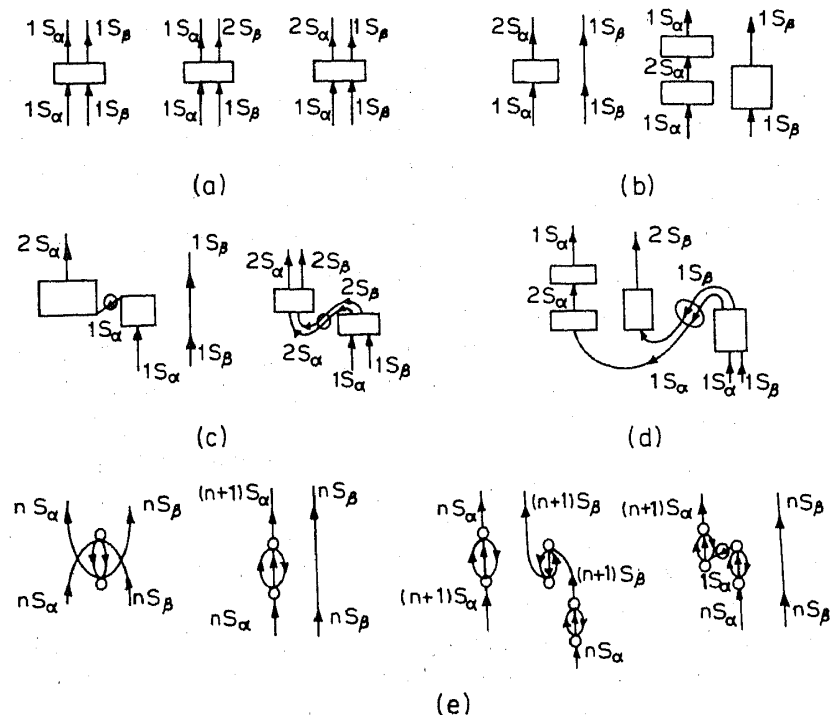 1Sα 1Sβ 1Sα 2Sβ 2Sα 1Sβ
1Sα 1Sβ 1Sα 1Sβ 1Sα 1Sβ
(a)
2Sα 1Sβ 1Sα 1Sβ
2Sα
1Sα 1Sβ 1Sα 1Sβ
(b)
2Sα 1Sβ 2Sα 2Sβ
2Sβ
1Sα 2Sα
1Sα 1Sβ 1Sα 1Sβ
(c)
1Sα 2Sβ
1Sβ
2Sα
1Sα 1Sα 1Sβ
(d)
nSα nSβ (n+1)Sα nSβ
nSα nSβ nSα nSβ
nSα (n+1)Sβ (n+1)Sα nSβ
(n+1)Sα (n+1)Sβ 1Sα
nSα nSα nSβ
(e)